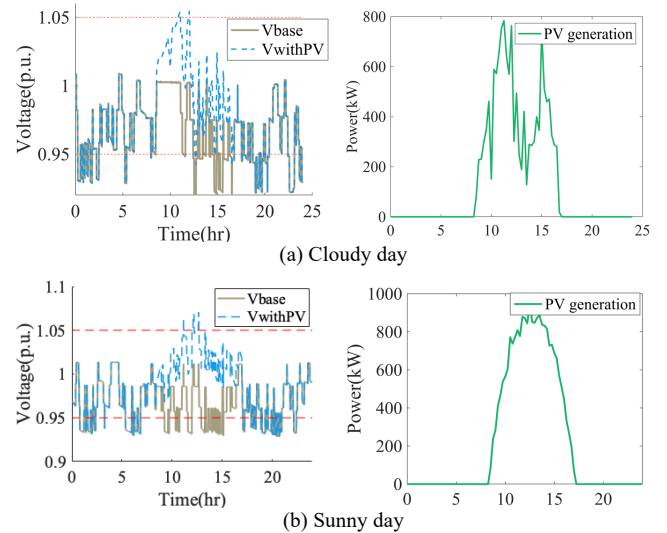 1.05
1
0.95
Voltage(p.u.)
Vbase
VwithPV
0 5 10 15 20 25
Time(hr)
800
600
400
200
0
Power(kW)
PV generation
0 5 10 15 20 25
(a) Cloudy day
1.1
1.05
1
0.95
0.9
Voltage(p.u.)
Vbase
VwithPV
0 5 10 15 20
Time(hr)
1000
800
600
400
200
0
Power(kW)
PV generation
0 5 10 15 20
(b) Sunny day